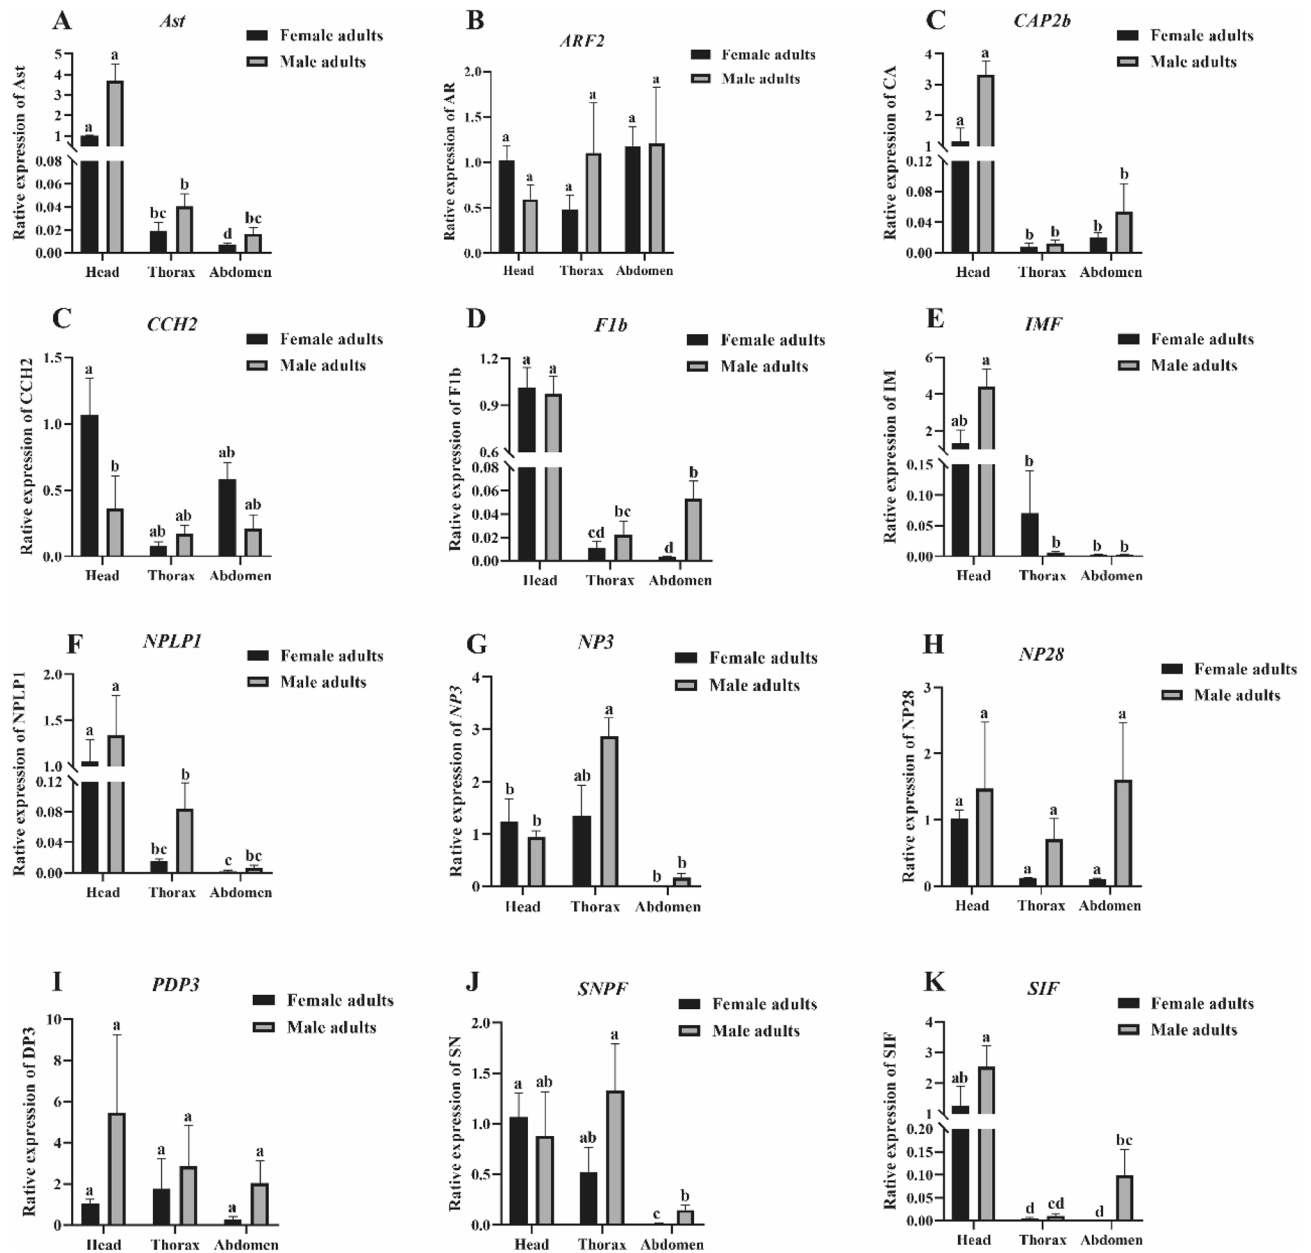 A
Ast
Female adults
Male adults
Rative expression of Ast
5
4
3
2
1
0.08
0.06
0.04
0.02
0.00
a
a
bc
b
d
bc
Head Thorax Abdomen
B
ARF2
Female adults
Male adults
Rative expression of AR
2.0
1.5
1.0
0.5
0.0
a
a
a
a
a
a
Head Thorax Abdomen
C
CAP2b
Female adults
Male adults
Rative expression of CA
4
3
2
1
0.12
0.08
0.04
0.00
a
a
b
b
b
b
Head Thorax Abdomen
C
CCH2
Female adults
Male adults
Rative expression of CCH2
1.5
1.0
0.5
0.0
a
b
ab
ab
ab
ab
Head Thorax Abdomen
D
F1b
Female adults
Male adults
Rative expression of F1b
1.2
0.9
0.6
0.08
0.06
0.04
0.02
0.00
a
a
cd
bc
d
b
Head Thorax Abdomen
E
IMF
Female adults
Male adults
Rative expression of IM
6
4
2
0.15
0.10
0.05
0.00
ab
a
b
b
b
b
Head Thorax Abdomen
F
NPLP1
Female adults
Male adults
Rative expression of NPLP1
2.0
1.5
1.0
0.12
0.08
0.04
0.00
a
a
bc
b
c
bc
Head Thorax Abdomen
G
NP3
Female adults
Male adults
Rative expression of NP3
4
3
2
1
0
b
b
ab
a
b
b
Head Thorax Abdomen
H
NP28
Female adults
Male adults
Rative expression of NP28
3
2
1
0
a
a
a
a
a
a
Head Thorax Abdomen
I
PDP3
Female adults
Male adults
Rative expression of DP3
10
8
6
4
2
0
a
a
a
a
a
a
Head Thorax Abdomen
J
SNPF
Female adults
Male adults
Rative expression of SN
2.0
1.5
1.0
0.5
0.0
a
ab
ab
a
c
b
Head Thorax Abdomen
K
SIF
Female adults
Male adults
Rative expression of SIF
4
3
2
1
0.20
0.15
0.10
0.05
0.00
ab
a
d
cd
d
bc
Head Thorax Abdomen